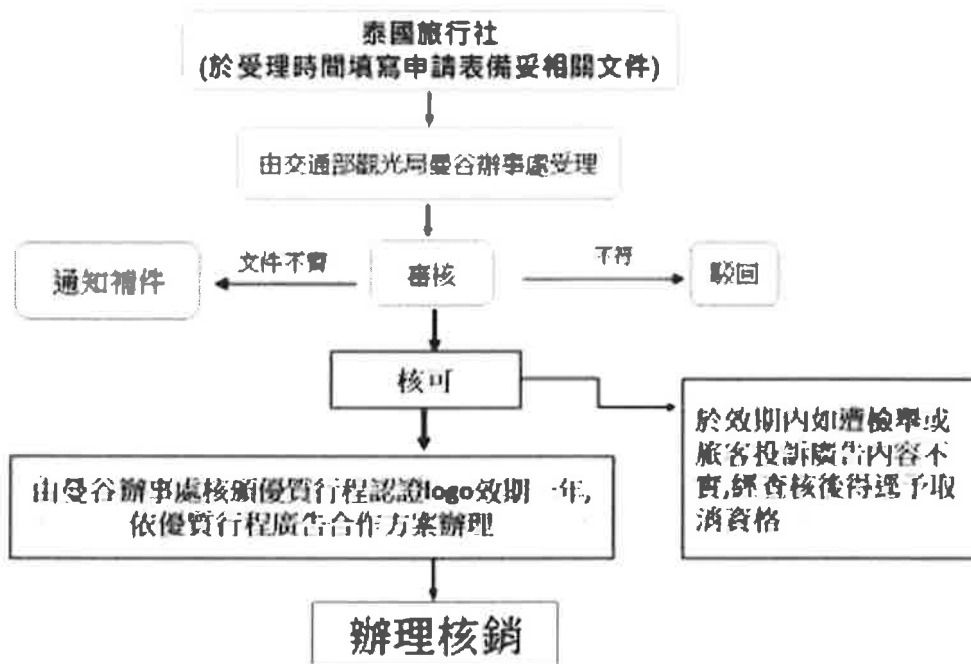 泰國旅行社
(於受理時間填寫申請表備妥相關文件)
由交通部觀光局曼谷辦事處受理
文件不實
不符
通知補件
審核
駁回
核可
於效期內如遭檢舉或
旅客投訴廣告內容不
實,經查核後得逕予取
消資格
由曼谷辦事處核頒優質行程認證logo效期一年,
依優質行程廣告合作方案辦理
辦理核銷